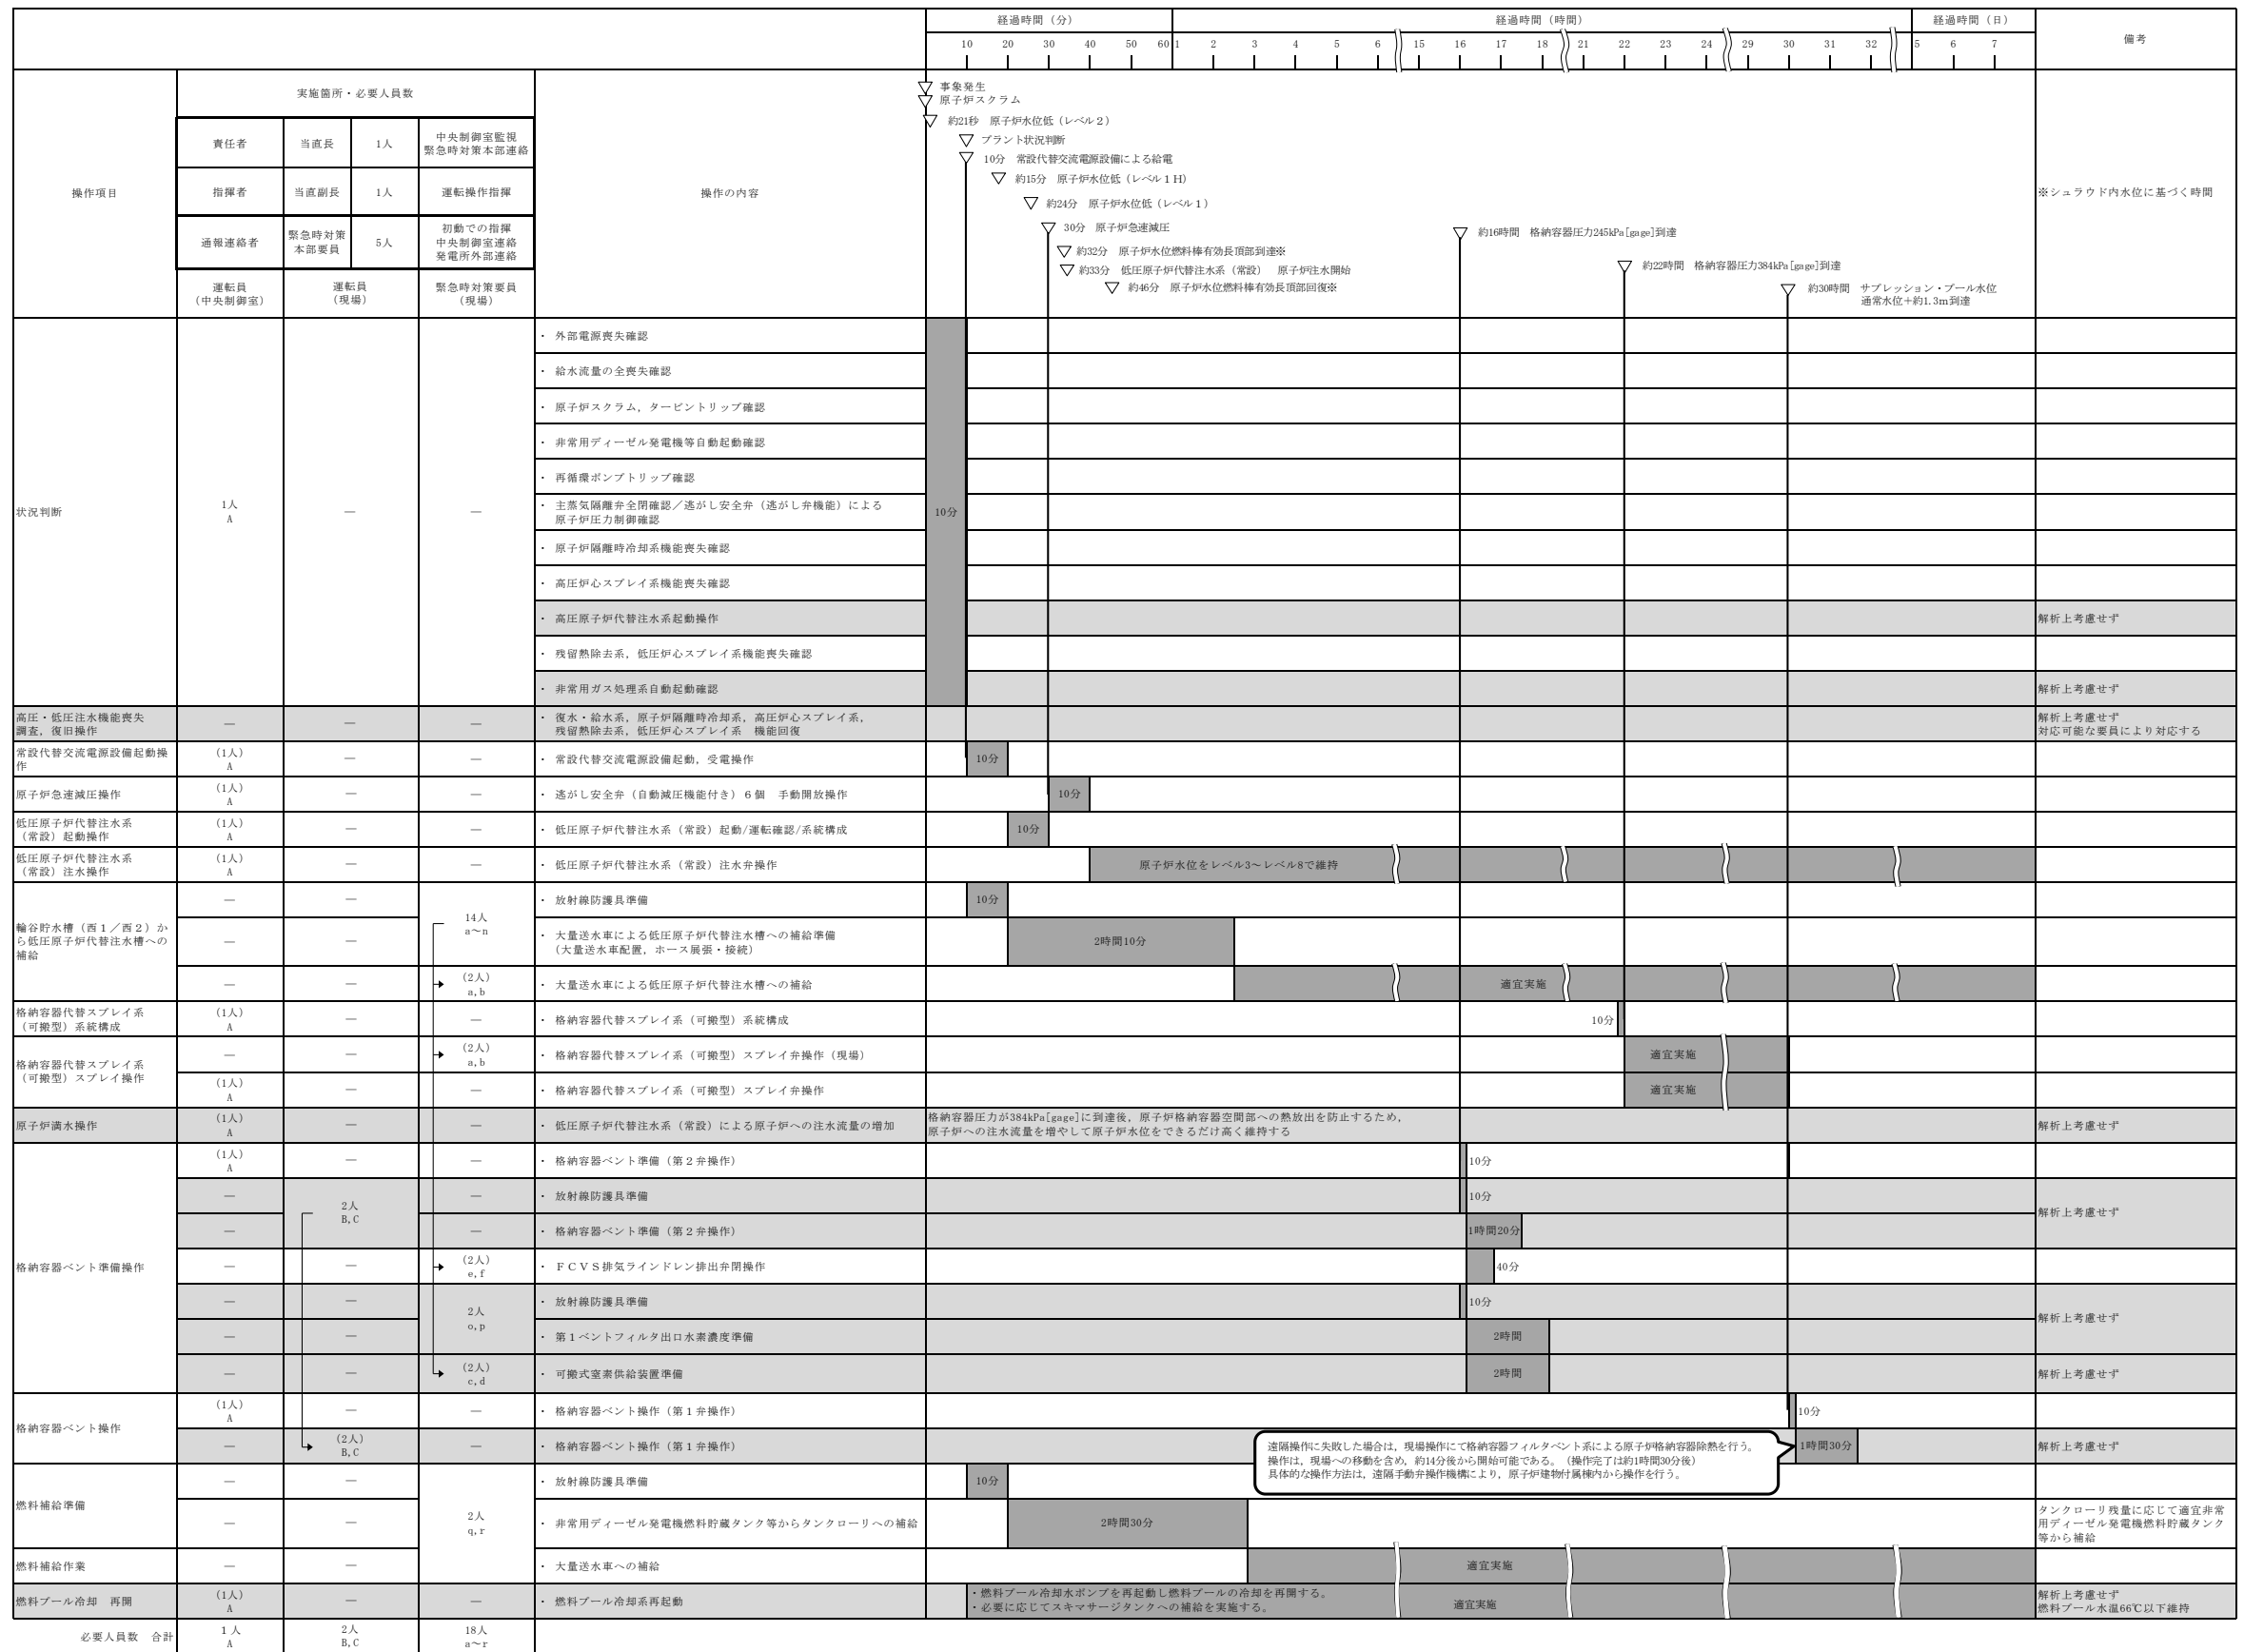 経過時間（分）
経過時間（時間）
経過時間（日）
備考
10 20 30 40 50 60 1 2 3 4 5 6 15 16 17 18 21 22 23 24 29 30 31 32 5 6 7
操作項目
実施箇所・必要人員数
操作の内容
責任者 当直長 1人 中央制御室監視
緊急時対策本部連絡
指揮者 当直副長 1人 運転操作指揮
通報連絡者 緊急時対策
本部要員 5人 初動での指揮
中央制御室連絡
発電所外部連絡
運転員
（中央制御室）
運転員
（現場）
緊急時対策要員
（現場）
事象発生
原子炉スクラム
約21秒　原子炉水位低（レベル２）
プラント状況判断
10分　常設代替交流電源設備による給電
約15分　原子炉水位低（レベル１H）
約24分　原子炉水位低（レベル１）
30分　原子炉急速減圧
約32分　原子炉水位燃料棒有効長頂部到達※
約33分　低圧原子炉代替注水系（常設）　原子炉注水開始
約46分　原子炉水位燃料棒有効長頂部回復※
約16時間　格納容器圧力245kPa[gage]到達
約22時間　格納容器圧力384kPa[gage]到達
約30時間　サプレッション・プール水位
通常水位＋約1.3m到達
※シュラウド内水位に基づく時間
状況判断
1人
A
―
―
・ 外部電源喪失確認
・ 給水流量の全喪失確認
・ 原子炉スクラム，タービントリップ確認
・ 非常用ディーゼル発電機等自動起動確認
・ 再循環ポンプトリップ確認
・ 主蒸気隔離弁全閉確認／逃がし安全弁（逃がし弁機能）による
原子炉圧力制御確認
・ 原子炉隔離時冷却系機能喪失確認
・ 高圧炉心スプレイ系機能喪失確認
・ 高圧原子炉代替注水系起動操作
解析上考慮せず
・ 残留熱除去系，低圧炉心スプレイ系機能喪失確認
・ 非常用ガス処理系自動起動確認
解析上考慮せず
10分
高圧・低圧注水機能喪失
調査，復旧操作
― ― ―
・ 復水・給水系，原子炉隔離時冷却系，高圧炉心スプレイ系，
残留熱除去系，低圧炉心スプレイ系　機能回復
解析上考慮せず
対応可能な要員により対応する
常設代替交流電源設備起動操
作
（1人）
A
― ―
・ 常設代替交流電源設備起動，受電操作
10分
原子炉急速減圧操作
（1人）
A
― ―
・ 逃がし安全弁（自動減圧機能付き）６個　手動開放操作
10分
低圧原子炉代替注水系
（常設）起動操作
（1人）
A
― ―
・ 低圧原子炉代替注水系（常設）起動/運転確認/系統構成
10分
低圧原子炉代替注水系
（常設）注水操作
（1人）
A
― ―
・ 低圧原子炉代替注水系（常設）注水弁操作
原子炉水位をレベル3～レベル8で維持
輪谷貯水槽（西１／西２）か
ら低圧原子炉代替注水槽への
補給
― ―
14人
a～n
・ 放射線防護具準備
10分
― ―
・ 大量送水車による低圧原子炉代替注水槽への補給準備
（大量送水車配置，ホース展張・接続）
2時間10分
― ―
（2人）
a,b
・ 大量送水車による低圧原子炉代替注水槽への補給
適宜実施
格納容器代替スプレイ系
（可搬型）系統構成
（1人）
A
― ―
・ 格納容器代替スプレイ系（可搬型）系統構成
10分
格納容器代替スプレイ系
（可搬型）スプレイ操作
― ―
（2人）
a,b
・ 格納容器代替スプレイ系（可搬型）スプレイ弁操作（現場）
適宜実施
（1人）
A
― ―
・ 格納容器代替スプレイ系（可搬型）スプレイ弁操作
適宜実施
原子炉満水操作
（1人）
A
― ―
・ 低圧原子炉代替注水系（常設）による原子炉への注水流量の増加
格納容器圧力が384kPa[gage]に到達後，原子炉格納容器空間部への熱放出を防止するため，
原子炉への注水流量を増やして原子炉水位をできるだけ高く維持する
解析上考慮せず
格納容器ベント準備操作
（1人）
A
― ―
・ 格納容器ベント準備（第２弁操作）
10分
―
2人
B,C
―
・ 放射線防護具準備
10分
解析上考慮せず
― ―
・ 格納容器ベント準備（第２弁操作）
1時間20分
― ―
（2人）
e,f
・ ＦＣＶＳ排気ラインドレン排出弁閉操作
40分
― ―
2人
o,p
・ 放射線防護具準備
10分
解析上考慮せず
― ―
・ 第１ベントフィルタ出口水素濃度準備
2時間
― ―
（2人）
c,d
・ 可搬式窒素供給装置準備
2時間
解析上考慮せず
格納容器ベント操作
（1人）
A
― ―
・ 格納容器ベント操作（第１弁操作）
10分
―
（2人）
B,C
―
・ 格納容器ベント操作（第１弁操作）
1時間30分
解析上考慮せず
遠隔操作に失敗した場合は，現場操作にて格納容器フィルタベント系による原子炉格納容器除熱を行う。
操作は，現場への移動を含め，約14分後から開始可能である。（操作完了は約1時間30分後）
具体的な操作方法は，遠隔手動弁操作機構により，原子炉建物付属棟内から操作を行う。
燃料補給準備
― ―
2人
q,r
・ 放射線防護具準備
10分
― ―
・ 非常用ディーゼル発電機燃料貯蔵タンク等からタンクローリへの補給
2時間30分
タンクローリ残量に応じて適宜非常
用ディーゼル発電機燃料貯蔵タンク
等から補給
燃料補給作業
― ―
・ 大量送水車への補給
適宜実施
燃料プール冷却　再開
（1人）
A
― ―
・ 燃料プール冷却系再起動
・燃料プール冷却水ポンプを再起動し燃料プールの冷却を再開する。
・必要に応じてスキマサージタンクへの補給を実施する。
適宜実施
解析上考慮せず
燃料プール水温66℃以下維持
必要人員数　合計
１人
A
2人
B,C
18人
a～r